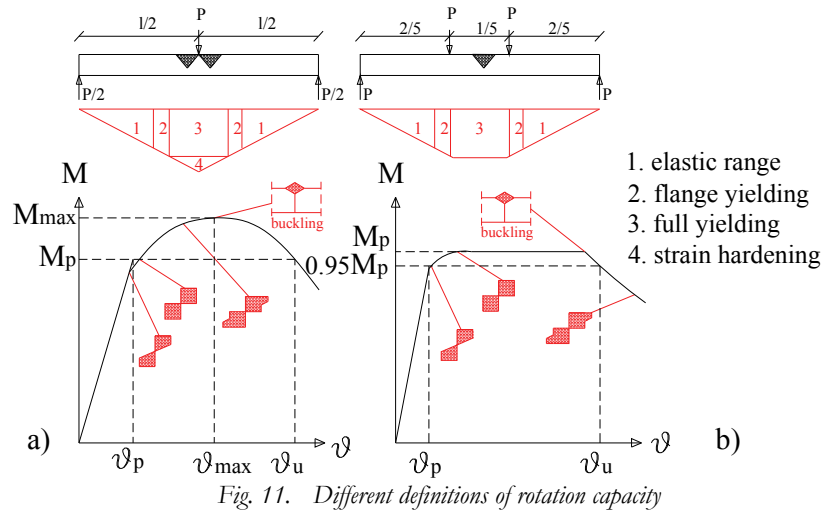 P P P
l/2 l/2 2/5 1/5 2/5
P/2 P/2 P P
1 2 3 2 1 1 2 3 2 1
4
1. elastic range
2. flange yielding
3. full yielding
4. strain hardening
M M
Mmax buckling buckling
Mp Mp
0.95Mp
a) b)
ϑp ϑmax ϑu ϑ ϑp ϑu ϑ
Fig. 11. Different definitions of rotation capacity